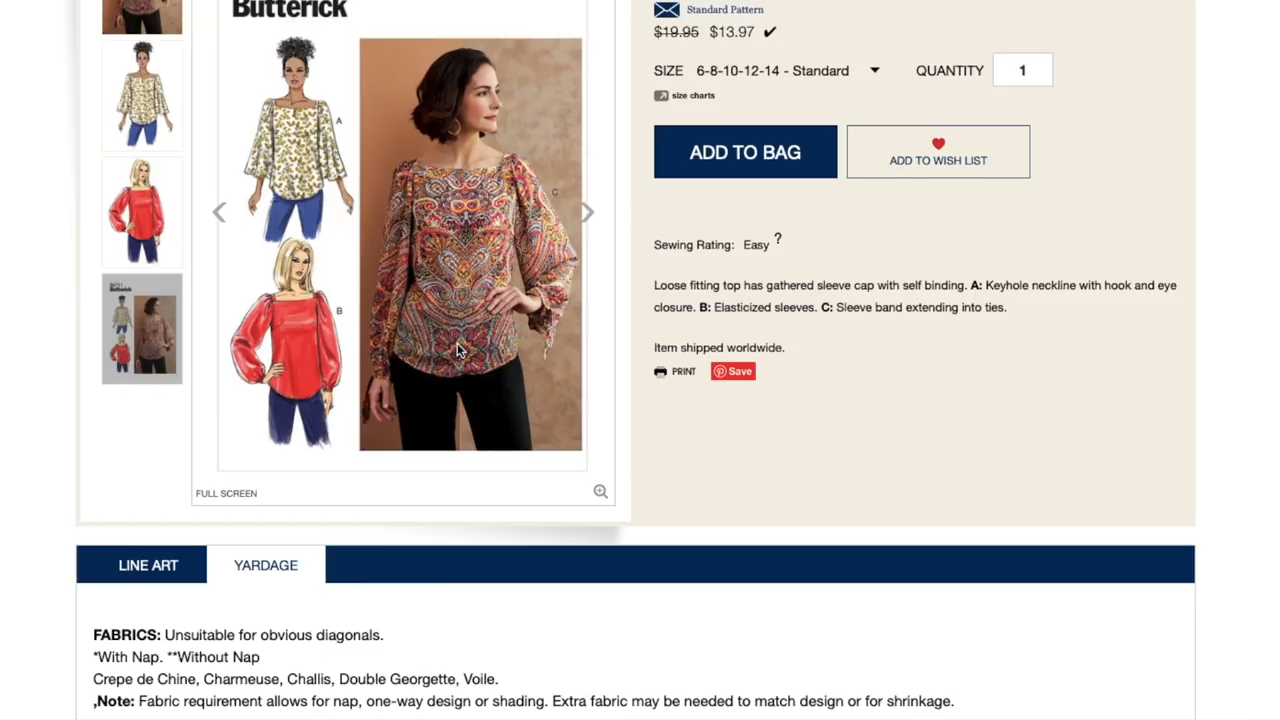 Butterick
Standard Pattern
$19.95 $13.97 ✔
SIZE 6-8-10-12-14 - Standard QUANTITY 1
size charts
ADD TO BAG
ADD TO WISH LIST
A
C
B
Sewing Rating: Easy ?
Loose fitting top has gathered sleeve cap with self binding. A: Keyhole neckline with hook and eye
closure. B: Elasticized sleeves. C: Sleeve band extending into ties.
Item shipped worldwide.
PRINT Save
FULL SCREEN
LINE ART YARDAGE
FABRICS: Unsuitable for obvious diagonals.
*With Nap. **Without Nap
Crepe de Chine, Charmeuse, Challis, Double Georgette, Voile.
,Note: Fabric requirement allows for nap, one-way design or shading. Extra fabric may be needed to match design or for shrinkage.